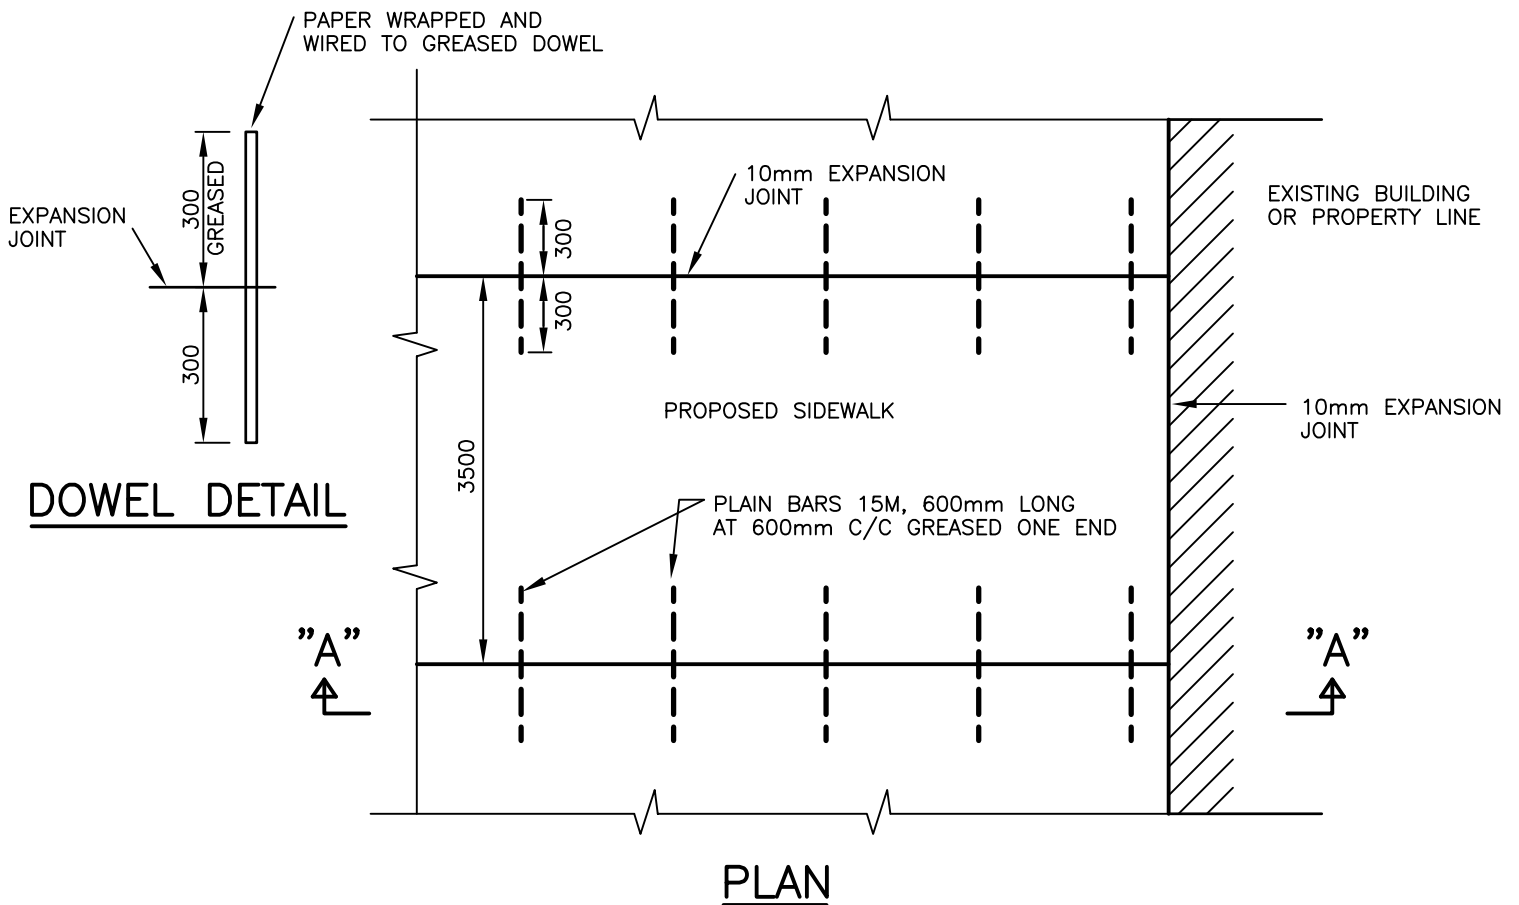 PAPER WRAPPED AND
WIRED TO GREASED DOWEL
300
GREASED
EXPANSION
JOINT
300
DOWEL DETAIL
10mm EXPANSION
JOINT
EXISTING BUILDING
OR PROPERTY LINE
300
300
PROPOSED SIDEWALK
10mm EXPANSION
JOINT
3500
PLAIN BARS 15M, 600mm LONG
AT 600mm C/C GREASED ONE END
"A"
"A"
PLAN